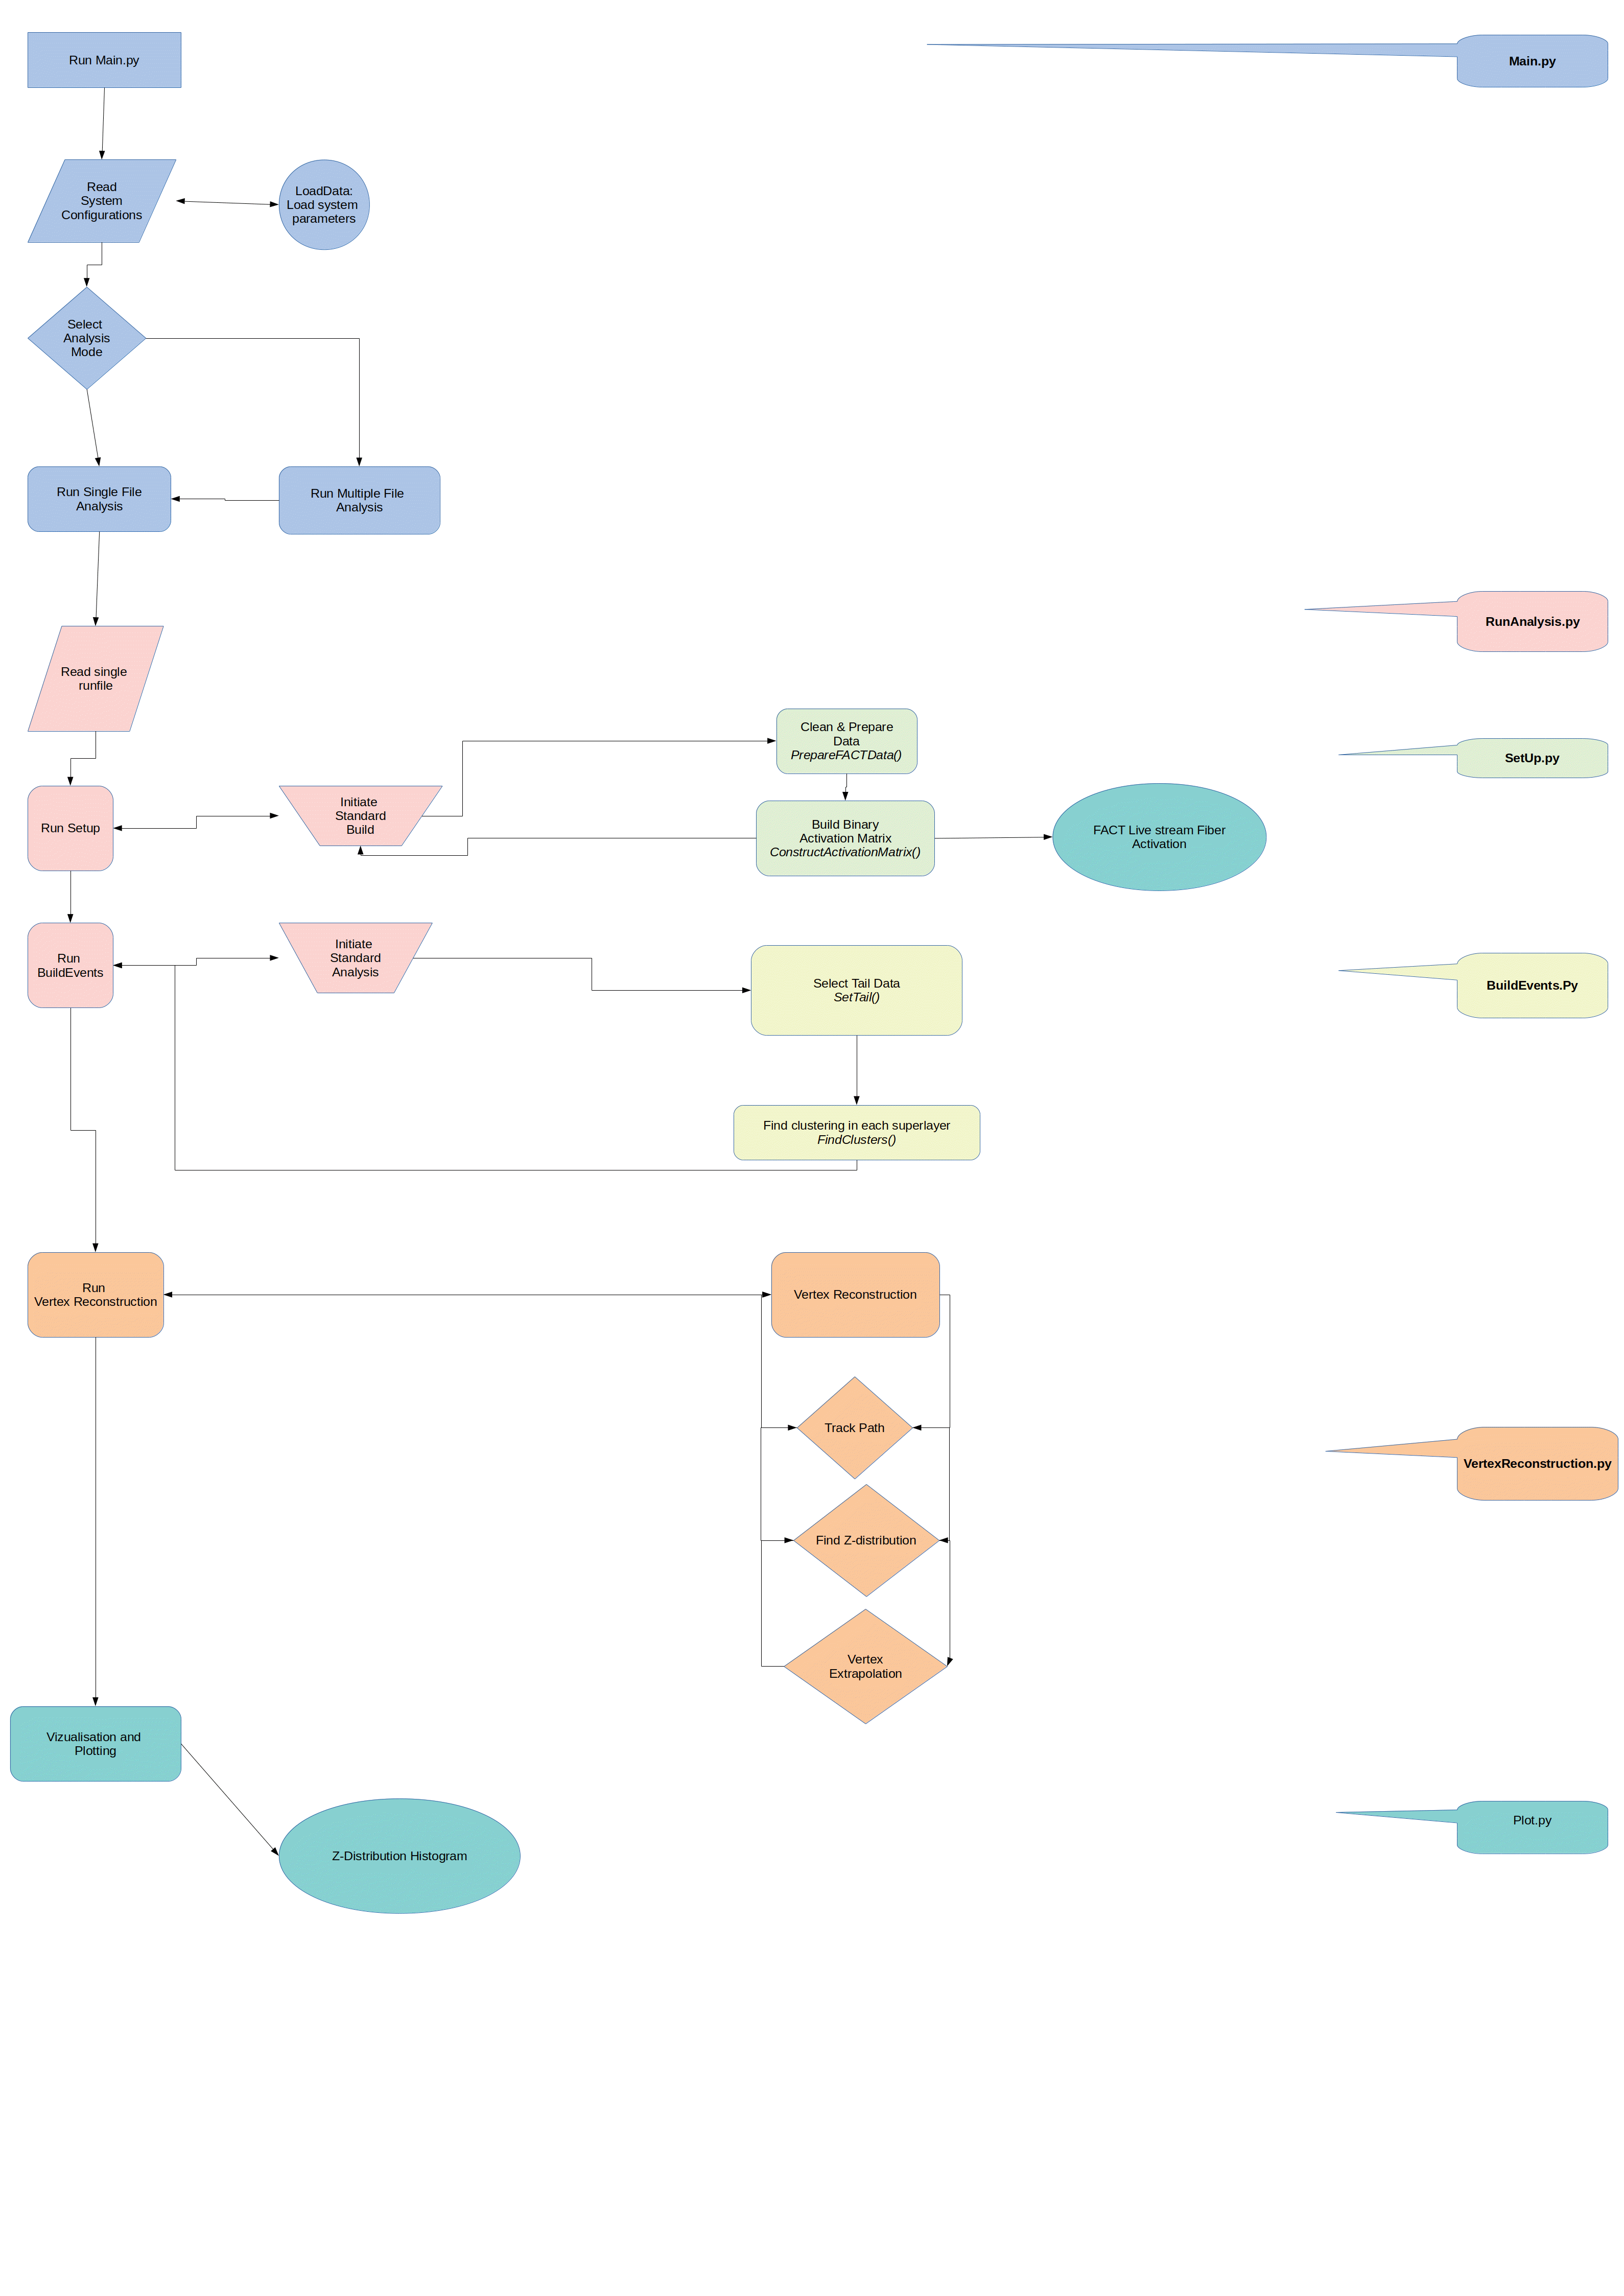 Run Main.py
Main.py
Read
System
Configurations
LoadData:
Load system
parameters
Select
Analysis
Mode
Run Single File
Analysis
Run Multiple File
Analysis
RunAnalysis.py
Read single
runfile
Clean & Prepare
Data
PrepareFACTData()
SetUp.py
Run Setup
Initiate
Standard
Build
Build Binary
Activation Matrix
ConstructActivationMatrix()
FACT Live stream Fiber
Activation
Run
BuildEvents
Initiate
Standard
Analysis
Select Tail Data
SetTail()
BuildEvents.Py
Find clustering in each superlayer
FindClusters()
Run
Vertex Reconstruction
Vertex Reconstruction
Track Path
VertexReconstruction.py
Find Z-distribution
Vertex
Extrapolation
Vizualisation and
Plotting
Plot.py
Z-Distribution Histogram